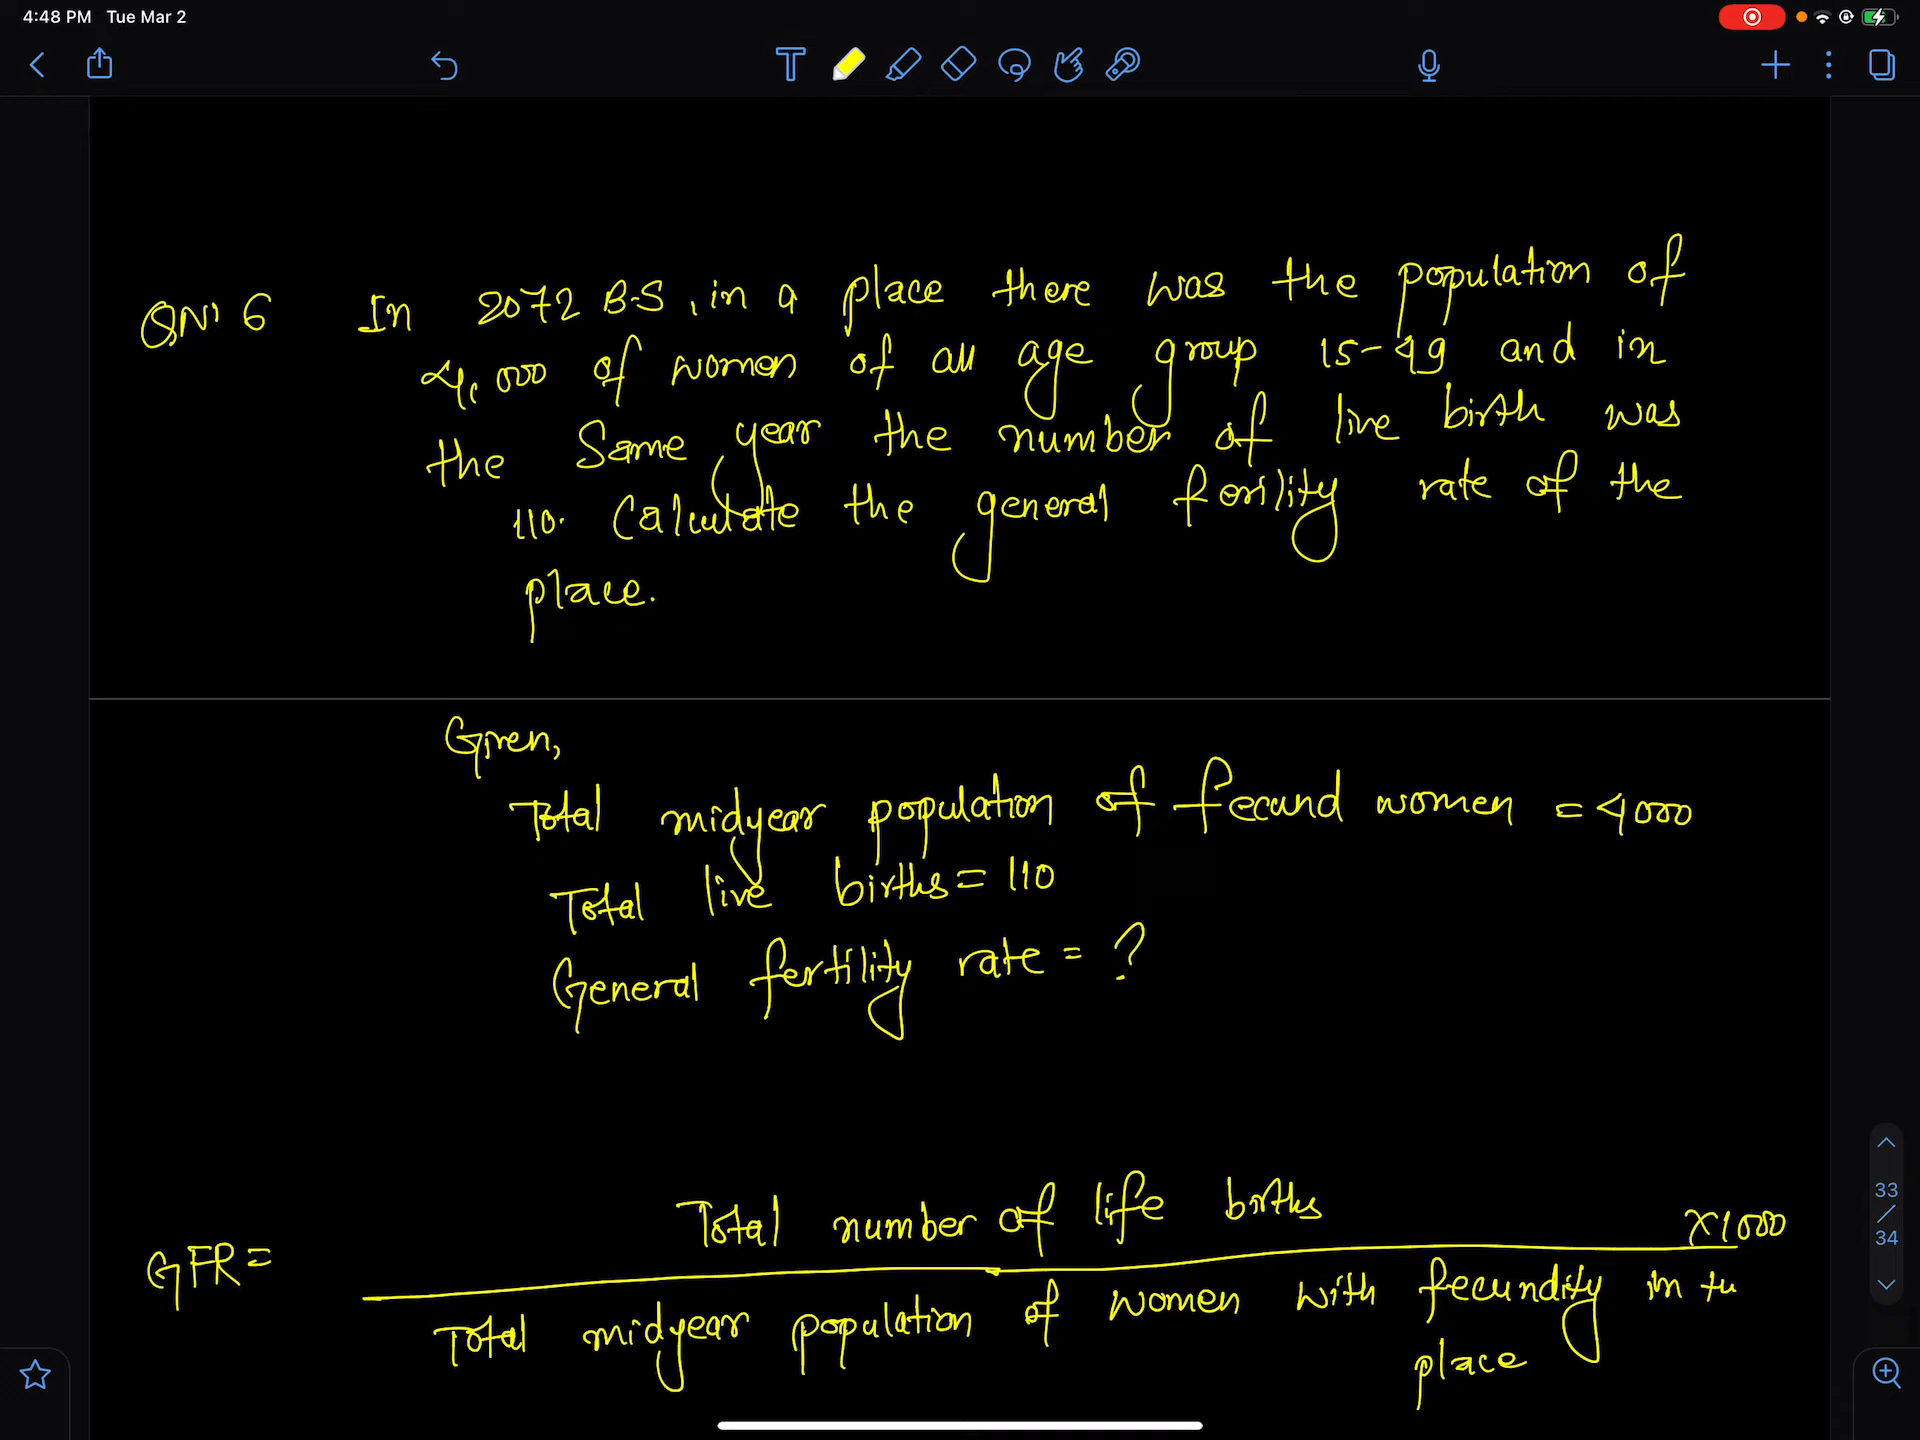 4:48 PM Tue Mar 2
QN' 6 In 2072 B.S, in a place there was the population of
4,000 of women of all age group 15-49 and in
the Same year the number of live birth was
110. Calculate the general fertility rate of the
place.
Given,
Total midyear population of fecund women = 4000
Total live births = 110
General fertility rate = ?
Total number of life births ×1000
GFR =
Total midyear population of women with fecundity in the
place
33
/
34